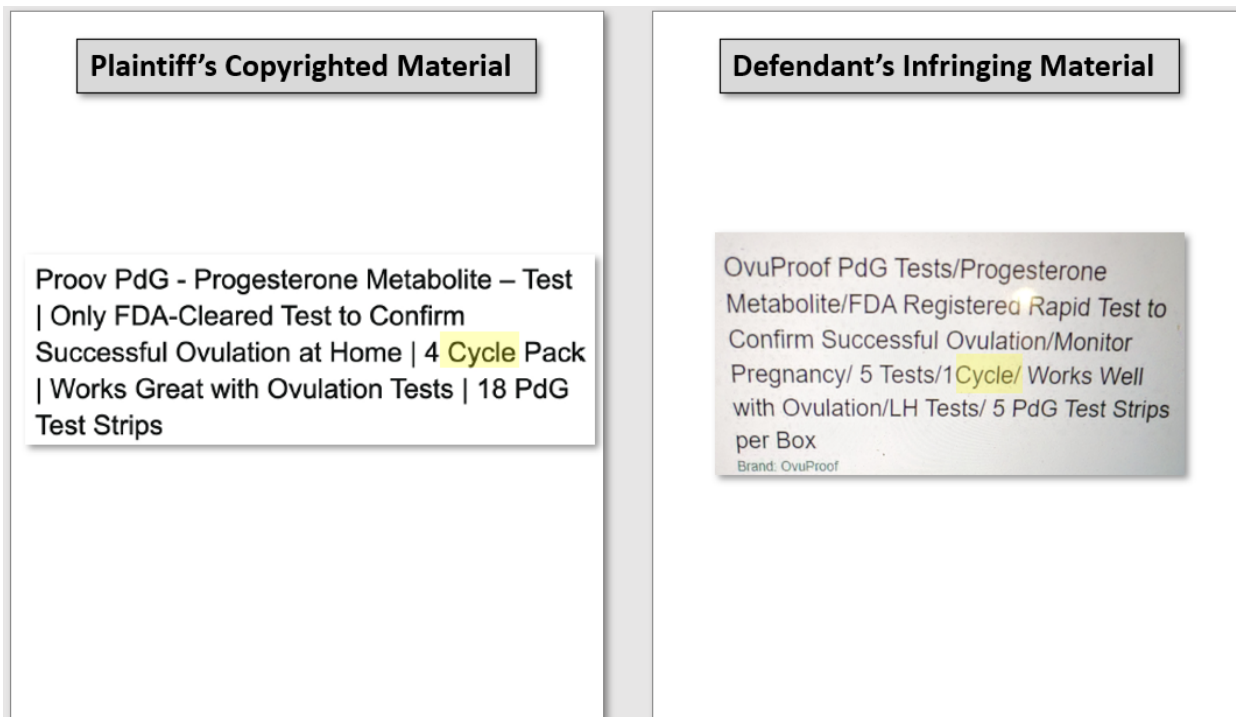 Plaintiff's Copyrighted Material
Proov PdG - Progesterone Metabolite – Test
| Only FDA-Cleared Test to Confirm
Successful Ovulation at Home | 4 Cycle Pack
| Works Great with Ovulation Tests | 18 PdG
Test Strips
Defendant's Infringing Material
OvuProof PdG Tests/Progesterone
Metabolite/FDA Registered Rapid Test to
Confirm Successful Ovulation/Monitor
Pregnancy/ 5 Tests/1Cycle/ Works Well
with Ovulation/LH Tests/ 5 PdG Test Strips
per Box
Brand: OvuProof